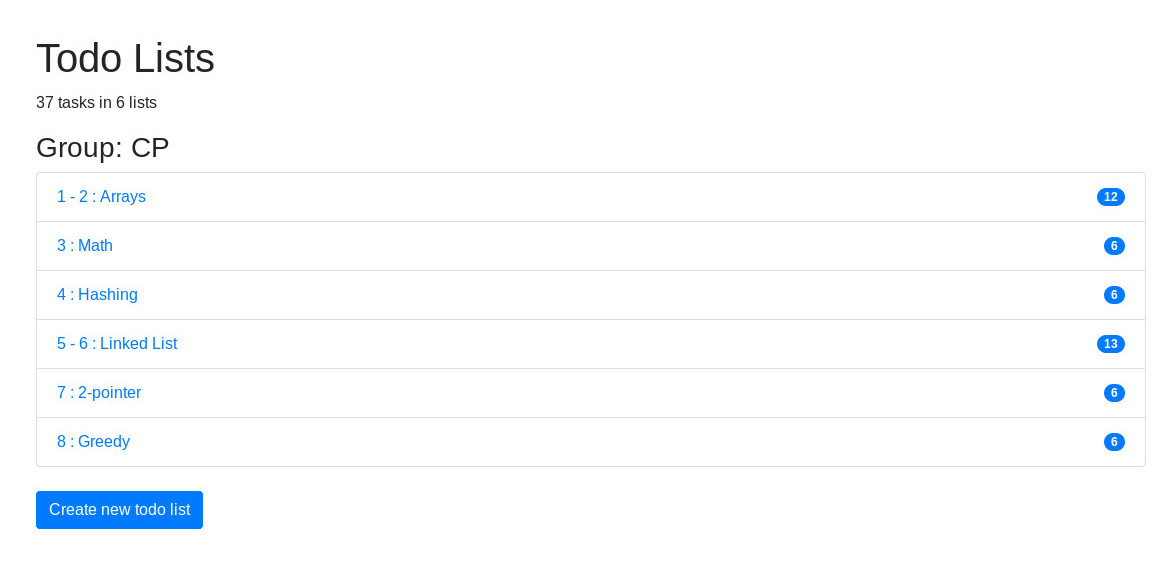 Todo Lists
37 tasks in 6 lists
Group: CP
1 - 2 : Arrays 12
3 : Math 6
4 : Hashing 6
5 - 6 : Linked List 13
7 : 2-pointer 6
8 : Greedy 6
Create new todo list